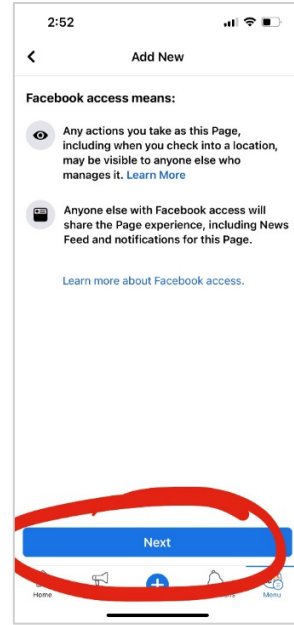 2:52
Add New
Facebook access means:
Any actions you take as this Page,
including when you check into a location,
may be visible to anyone else who
manages it. Learn More
Anyone else with Facebook access will
share the Page experience, including News
Feed and notifications for this Page.
Learn more about Facebook access.
Next
Home
Menu